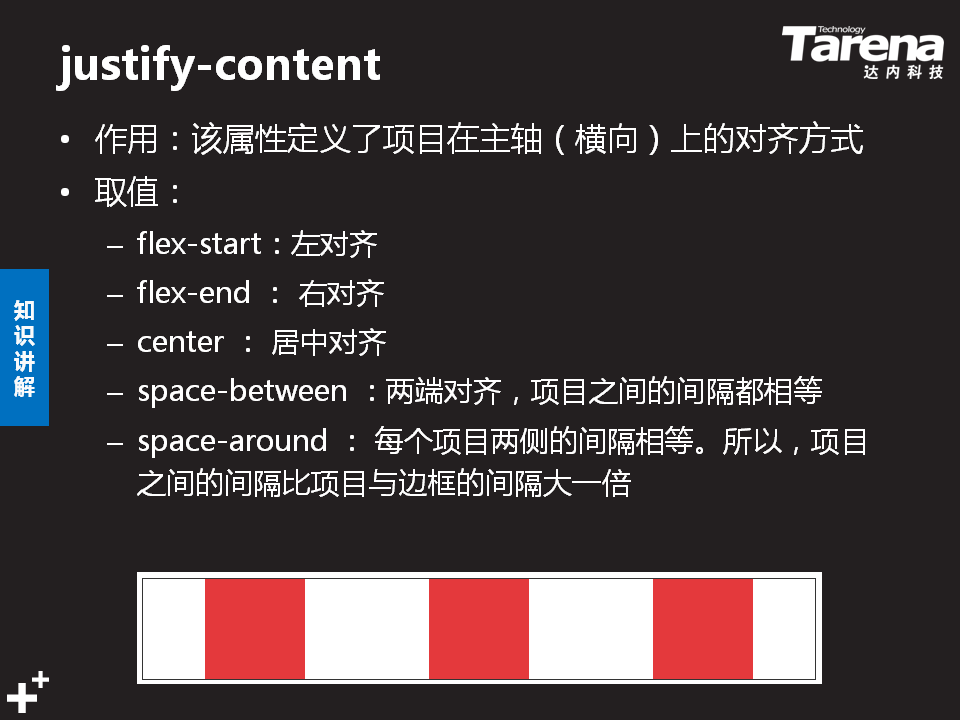 justify-content
Technology
Tarena
达内科技
• 作用：该属性定义了项目在主轴（横向）上的对齐方式
• 取值：
– flex-start：左对齐
– flex-end ： 右对齐
– center ： 居中对齐
– space-between ：两端对齐，项目之间的间隔都相等
– space-around ： 每个项目两侧的间隔相等。所以，项目
之间的间隔比项目与边框的间隔大一倍
知
识
讲
解